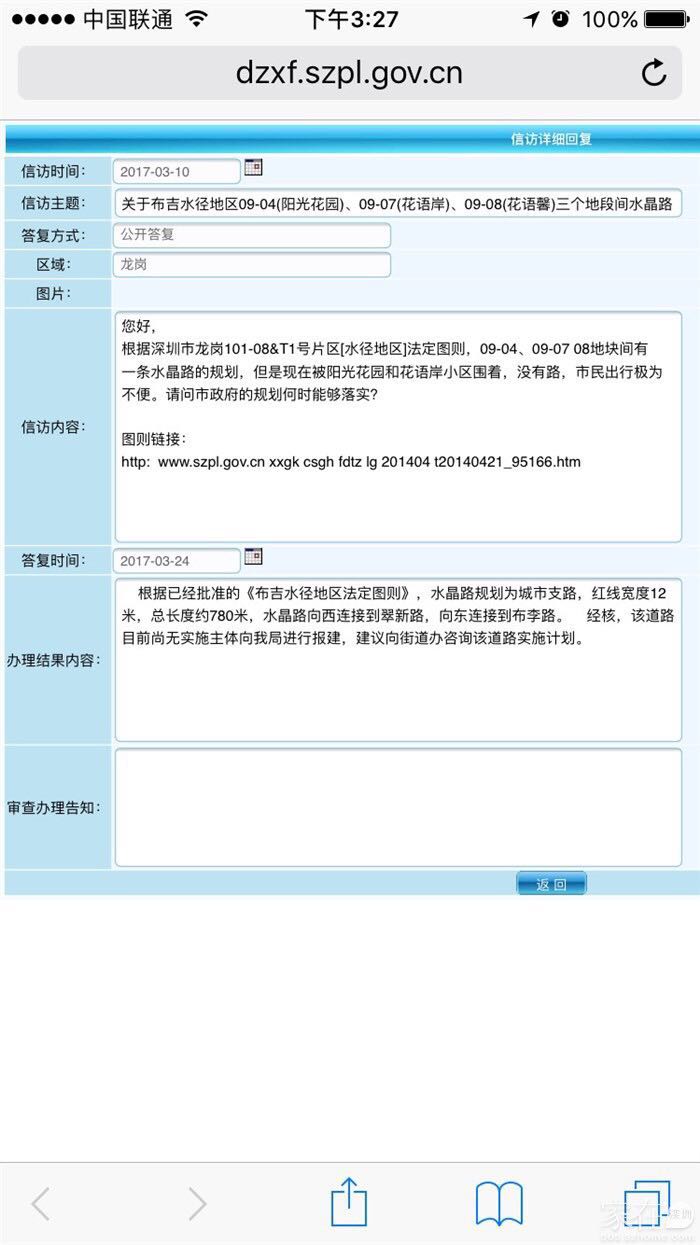 中国联通
下午3:27
100%
dzxf.szpl.gov.cn
信访详细回复
信访时间：
2017-03-10
信访主题：
关于布吉水径地区09-04(阳光花园)、09-07(花语岸)、09-08(花语馨)三个地段间水晶路
答复方式：
公开答复
区域：
龙岗
图片：
信访内容：
您好，
根据深圳市龙岗101-08&T1号片区[水径地区]法定图则，09-04、09-07 08地块间有
一条水晶路的规划，但是现在被阳光花园和花语岸小区围着，没有路，市民出行极为
不便。请问市政府的规划何时能够落实?
图则链接：
http: www.szpl.gov.cn xxgk csgh fdtz lg 201404 t20140421_95166.htm
答复时间：
2017-03-24
办理结果内容：
根据已经批准的《布吉水径地区法定图则》，水晶路规划为城市支路，红线宽度12
米，总长度约780米，水晶路向西连接到翠新路，向东连接到布李路。 经核，该道路
目前尚无实施主体向我局进行报建，建议向街道办咨询该道路实施计划。
审查办理告知：
返 回
家在
深圳